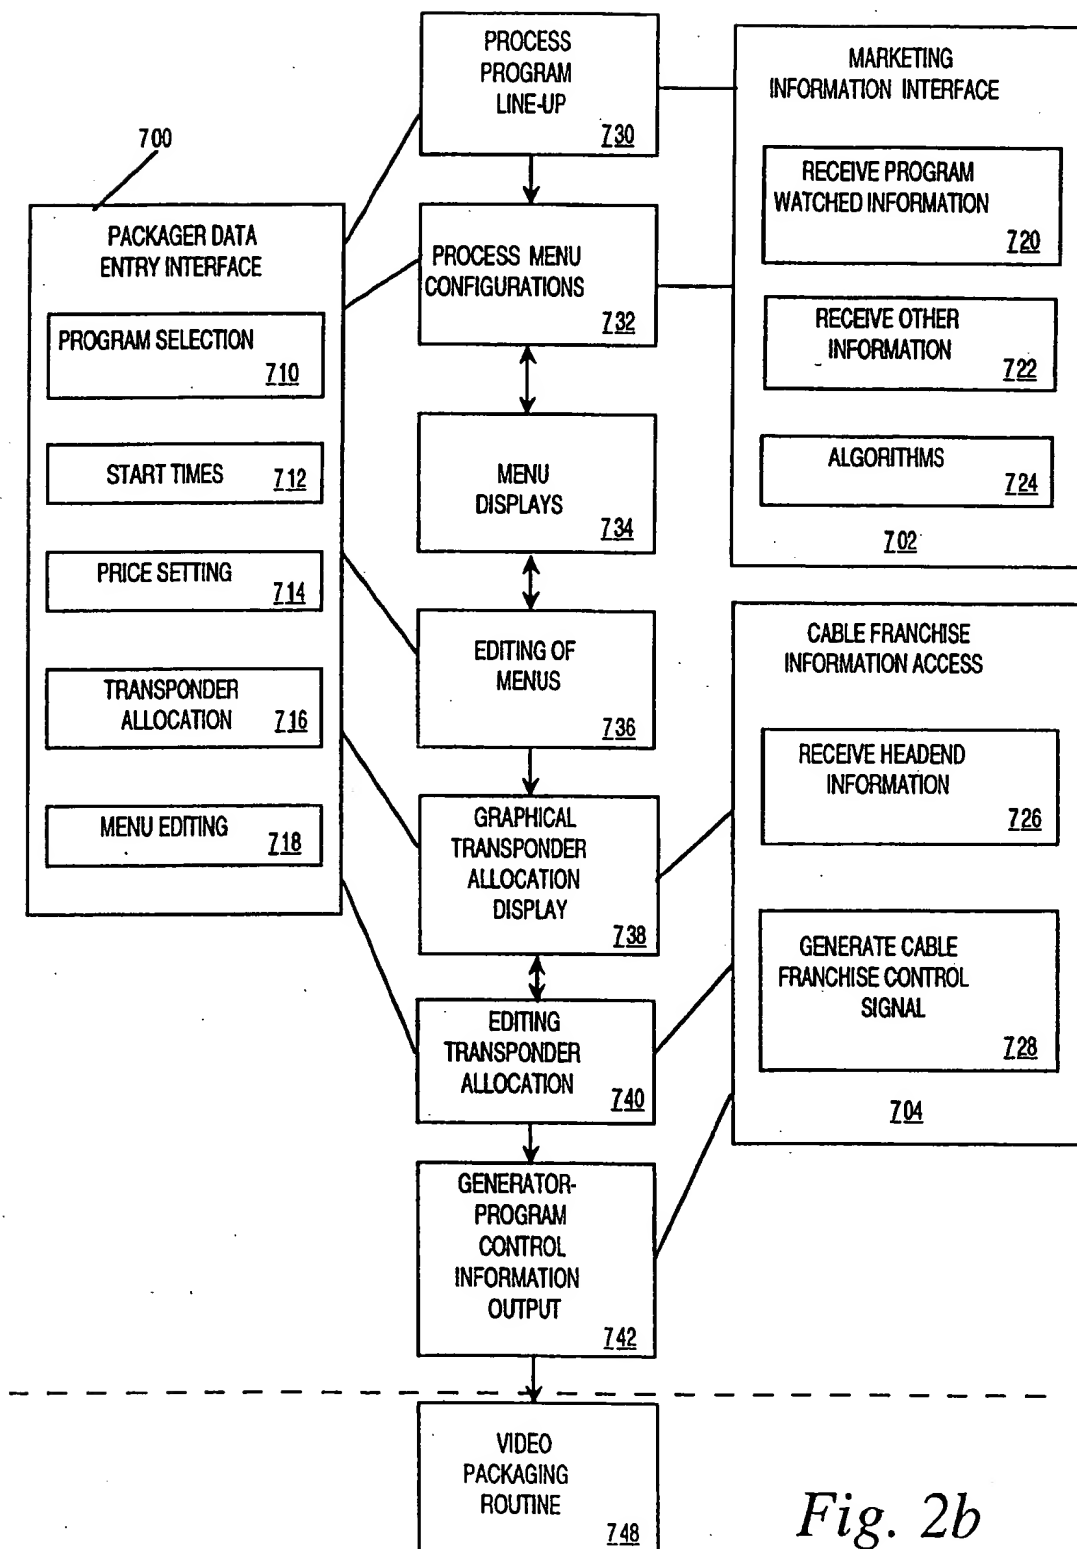 PROCESS
PROGRAM
LINE-UP
730
MARKETING
INFORMATION INTERFACE
RECEIVE PROGRAM
WATCHED INFORMATION
720
RECEIVE OTHER
INFORMATION
722
ALGORITHMS
724
702
700
PACKAGER DATA
ENTRY INTERFACE
PROGRAM SELECTION
710
START TIMES
712
PRICE SETTING
714
TRANSPONDER
ALLOCATION
716
MENU EDITING
718
PROCESS MENU
CONFIGURATIONS
732
MENU
DISPLAYS
734
EDITING OF
MENUS
736
GRAPHICAL
TRANSPONDER
ALLOCATION
DISPLAY
738
EDITING
TRANSPONDER
ALLOCATION
740
GENERATOR-
PROGRAM
CONTROL
INFORMATION
OUTPUT
742
CABLE FRANCHISE
INFORMATION ACCESS
RECEIVE HEADEND
INFORMATION
726
GENERATE CABLE
FRANCHISE CONTROL
SIGNAL
728
704
VIDEO
PACKAGING
ROUTINE
748
Fig. 2b